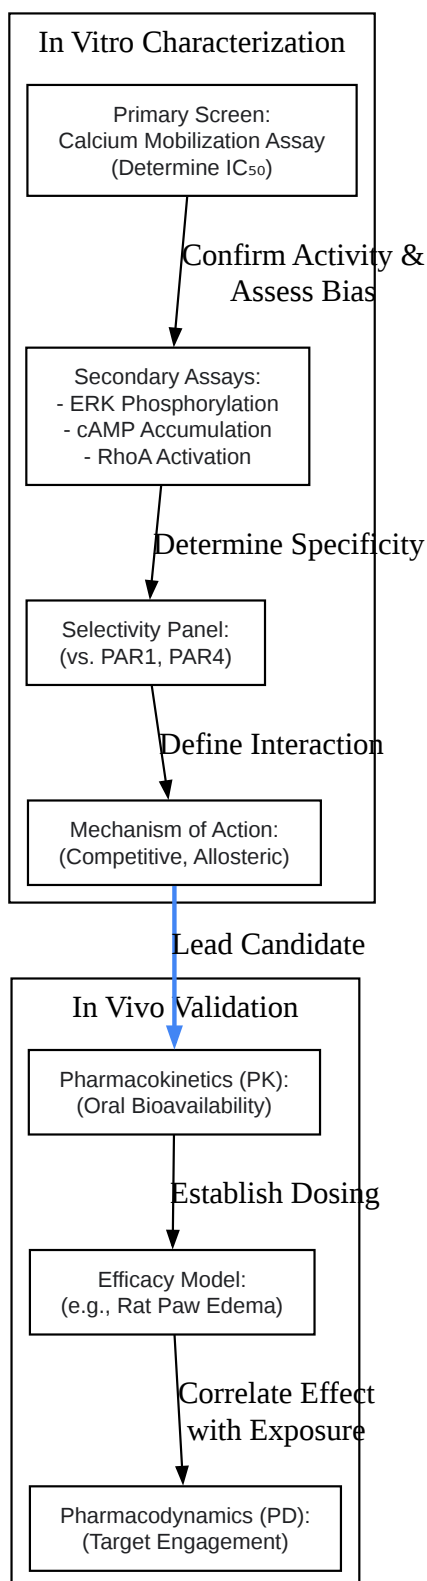 In Vitro Characterization
Primary Screen:
Calcium Mobilization Assay
(Determine IC₅₀)
Confirm Activity &
Assess Bias
Secondary Assays:
- ERK Phosphorylation
- cAMP Accumulation
- RhoA Activation
Determine Specificity
Selectivity Panel:
(vs. PAR1, PAR4)
Define Interaction
Mechanism of Action:
(Competitive, Allosteric)
Lead Candidate
In Vivo Validation
Pharmacokinetics (PK):
(Oral Bioavailability)
Establish Dosing
Efficacy Model:
(e.g., Rat Paw Edema)
Correlate Effect
with Exposure
Pharmacodynamics (PD):
(Target Engagement)